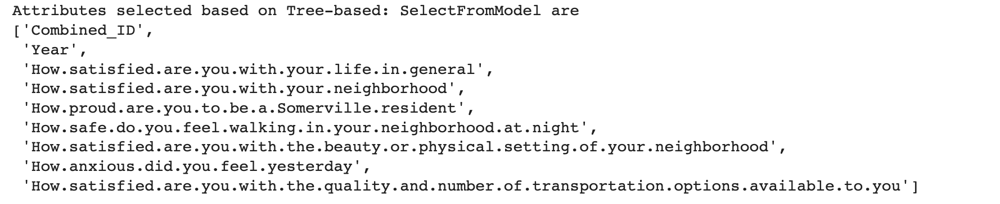 Attributes selected based on Tree-based: SelectFromModel are
['Combined_ID',
 'Year',
 'How.satisfied.are.you.with.your.life.in.general',
 'How.satisfied.are.you.with.your.neighborhood',
 'How.proud.are.you.to.be.a.Somerville.resident',
 'How.safe.do.you.feel.walking.in.your.neighborhood.at.night',
 'How.satisfied.are.you.with.the.beauty.or.physical.setting.of.your.neighborhood',
 'How.anxious.did.you.feel.yesterday',
 'How.satisfied.are.you.with.the.quality.and.number.of.transportation.options.available.to.you']